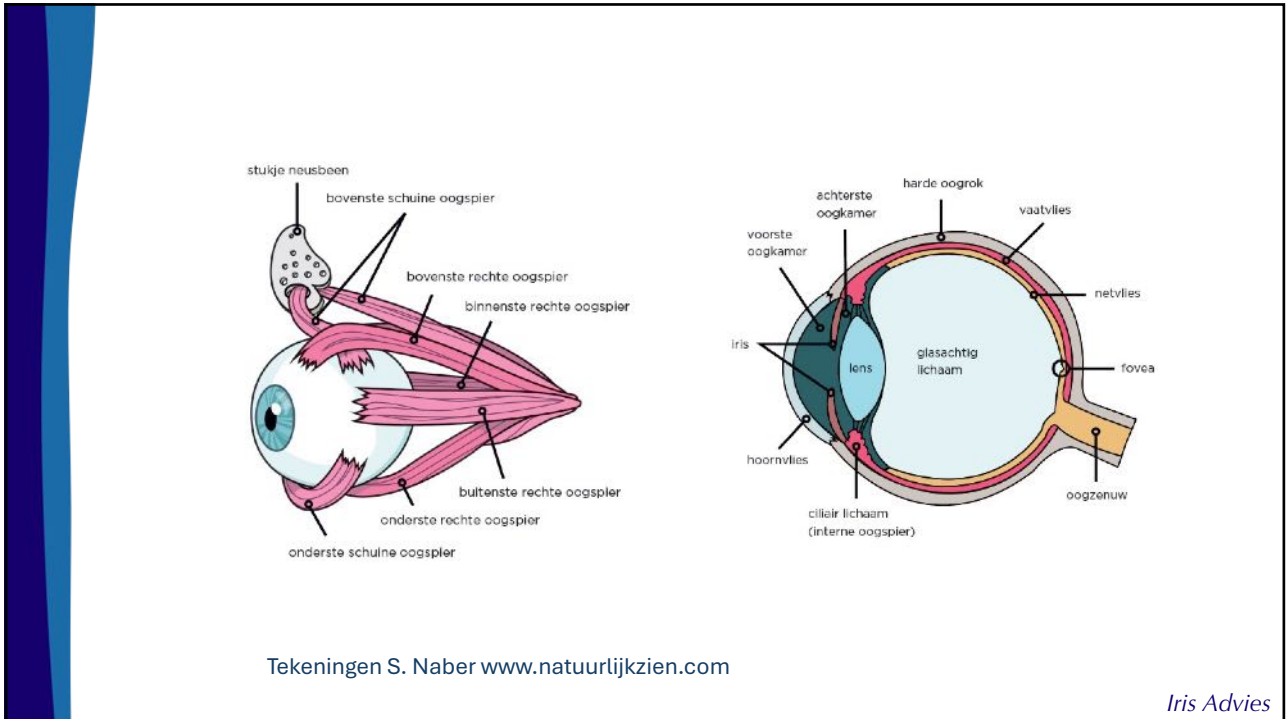 stukje neusbeen
bovenste schuine oogspier
bovenste rechte oogspier
binnenste rechte oogspier
buitenste rechte oogspier
onderste rechte oogspier
onderste schuine oogspier
harde oogrok
achterste
oogkamer
vaatvlies
voorste
oogkamer
netvlies
iris
lens
glasachtig
lichaam
fovea
hoornvlies
oogzenuw
ciliair lichaam
(interne oogspier)
Tekeningen S. Naber www.natuurlijkzien.com
Iris Advies